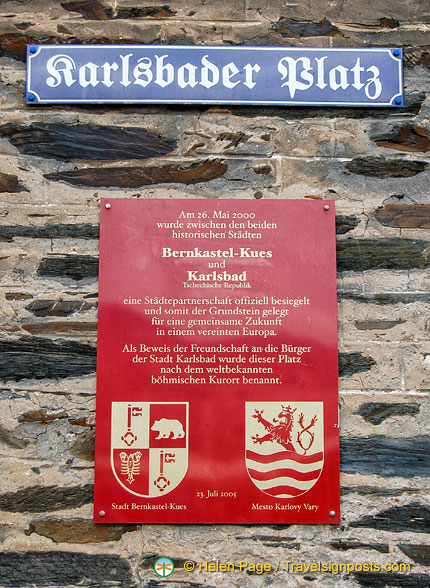 Karlsbader Platz
Am 26. Mai 2000
wurde zwischen den beiden
historischen Städten
Bernkastel-Kues
und
Karlsbad
Tschechische Republik
eine Städtepartnerschaft offiziell besiegelt
und somit der Grundstein gelegt
für eine gemeinsame Zukunft
in einem vereinten Europa.
Als Beweis der Freundschaft an die Bürger
der Stadt Karlsbad wurde dieser Platz
nach dem weltbekannten
böhmischen Kurort benannt.
23. Juli 2005
Stadt Bernkastel-Kues
Mesto Karlovy Vary
© Helen Page / Travelsignposts.com